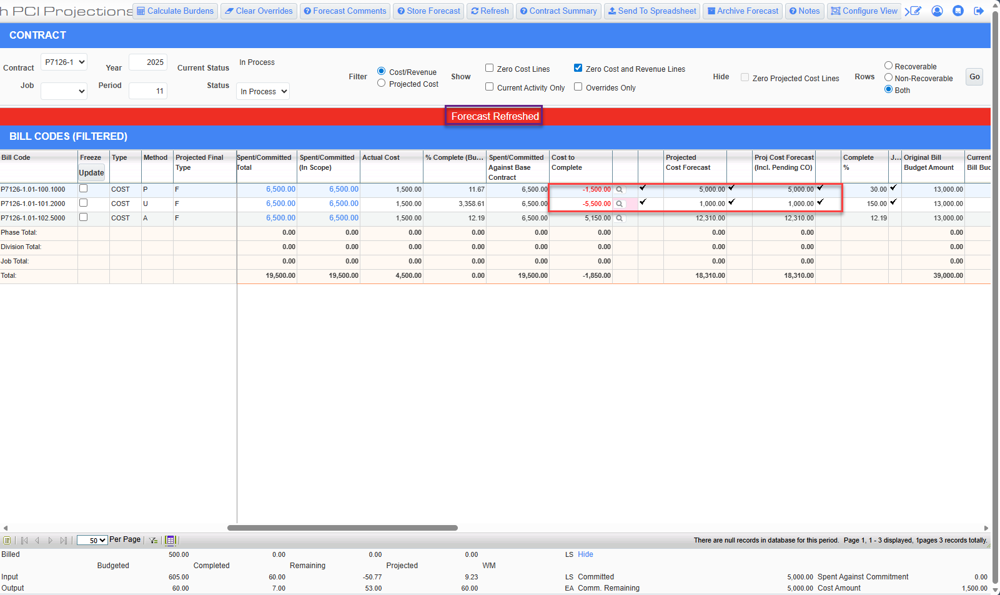 h PCI Projections Calculate Burdens Clear Overrides Forecast Comments Store Forecast Refresh Contract Summary Send To Spreadsheet Archive Forecast Notes Configure View
CONTRACT
Contract P7126-1 Year 2025 Current Status In Process
Job Period 11 Status In Process
Filter Cost/Revenue Projected Cost
Show Zero Cost Lines Zero Cost and Revenue Lines
Current Activity Only Overrides Only
Hide Zero Projected Cost Lines
Rows Recoverable
Non-Recoverable
Both
Go
Forecast Refreshed
BILL CODES (FILTERED)
Bill Code Freeze Type Method Projected Final Spent/Committed Spent/Committed Actual Cost % Complete (Bu... Spent/Committed Cost to Projected Proj Cost Forecast Complete J... Original Bill Current
Update Type Total (In Scope) Against Base Complete Cost Forecast (Incl. Pending CO) % Budget Amount Bill Bud
Contract
P7126-1.01-100.1000 COST P F 6,500.00 6,500.00 1,500.00 11.67 6,500.00 -1,500.00 5,000.00 5,000.00 30.00 13,000.00
P7126-1.01-101.2000 COST U F 6,500.00 6,500.00 1,500.00 3,358.61 6,500.00 -5,500.00 1,000.00 1,000.00 150.00 13,000.00
P7126-1.01-102.5000 COST A F 6,500.00 6,500.00 1,500.00 12.19 6,500.00 5,150.00 12,310.00 12,310.00 12.19 13,000.00
Phase Total: 0.00 0.00 0.00 0.00 0.00 0.00 0.00 0.00 0.00
Division Total: 0.00 0.00 0.00 0.00 0.00 0.00 0.00 0.00 0.00
Job Total: 0.00 0.00 0.00 0.00 0.00 0.00 0.00 0.00 0.00
Total: 19,500.00 19,500.00 4,500.00 0.00 19,500.00 -1,850.00 18,310.00 18,310.00 39,000.00
50 Per Page There are null records in database for this period. Page 1, 1 - 3 displayed, 1pages 3 records totally.
Billed 500.00 0.00 0.00 0.00 LS Hide
Budgeted Completed Remaining Projected WM
Input 605.00 60.00 -50.77 9.23 LS Committed 5,000.00 Spent Against Commitment 0.00
Output 60.00 7.00 53.00 60.00 EA Comm. Remaining 5,000.00 Cost Amount 1,500.00